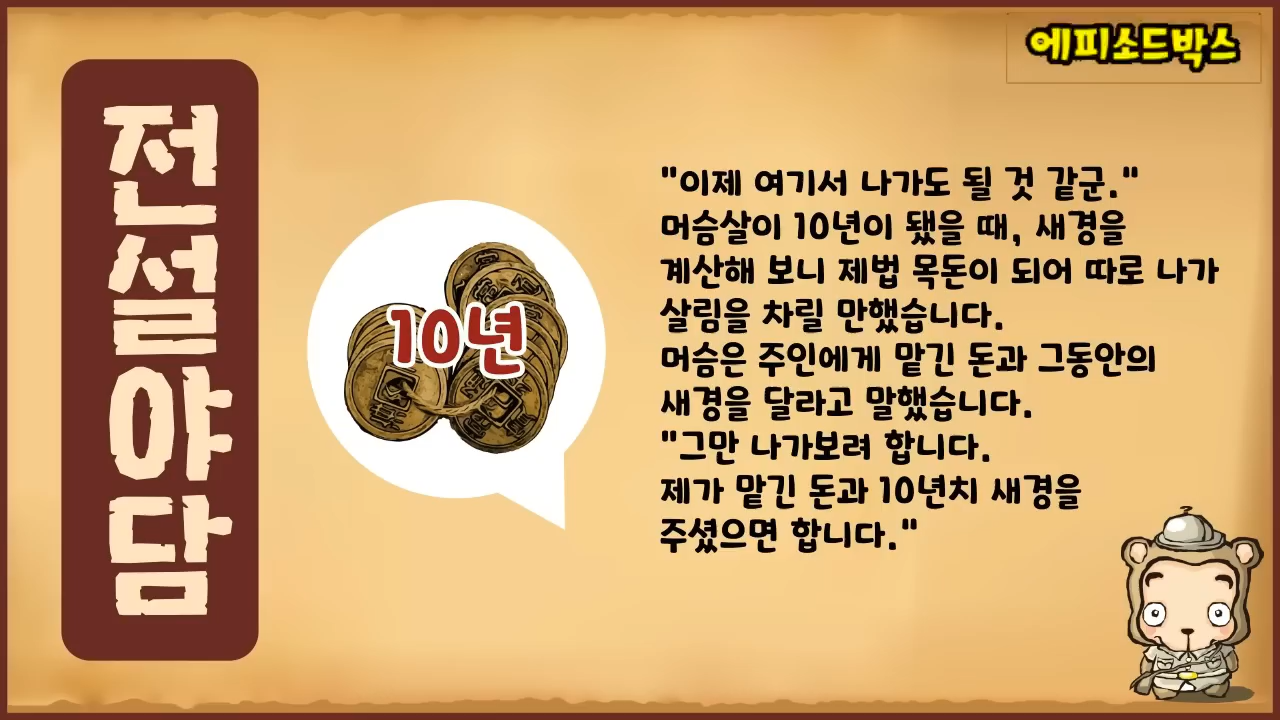 에피소드박스
전설야담
10년
"이제 여기서 나가도 될 것 같군."
머슴살이 10년이 됐을 때, 새경을
계산해 보니 제법 목돈이 되어 따로 나가
살림을 차릴 만했습니다.
머슴은 주인에게 맡긴 돈과 그동안의
새경을 달라고 말했습니다.
"그만 나가보려 합니다.
제가 맡긴 돈과 10년치 새경을
주셨으면 합니다."